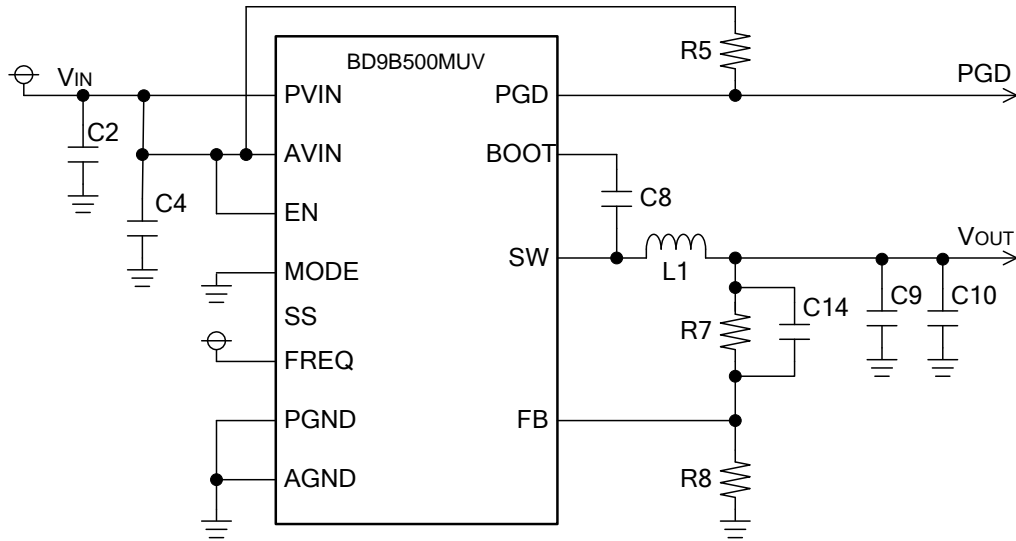 BD9B500MUV
VIN
C2
C4
PVIN
AVIN
EN
MODE
SS
FREQ
PGND
AGND
PGD
BOOT
SW
FB
R5
PGD
C8
L1
VOUT
C14
R7
C9
C10
R8